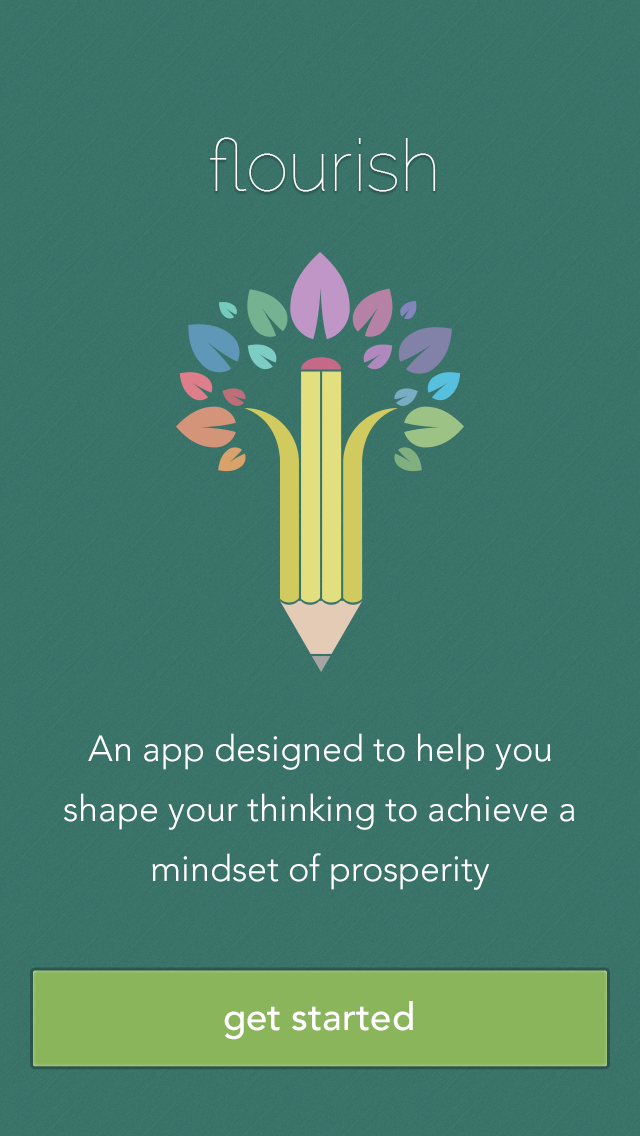 flourish
An app designed to help you
shape your thinking to achieve a
mindset of prosperity
get started